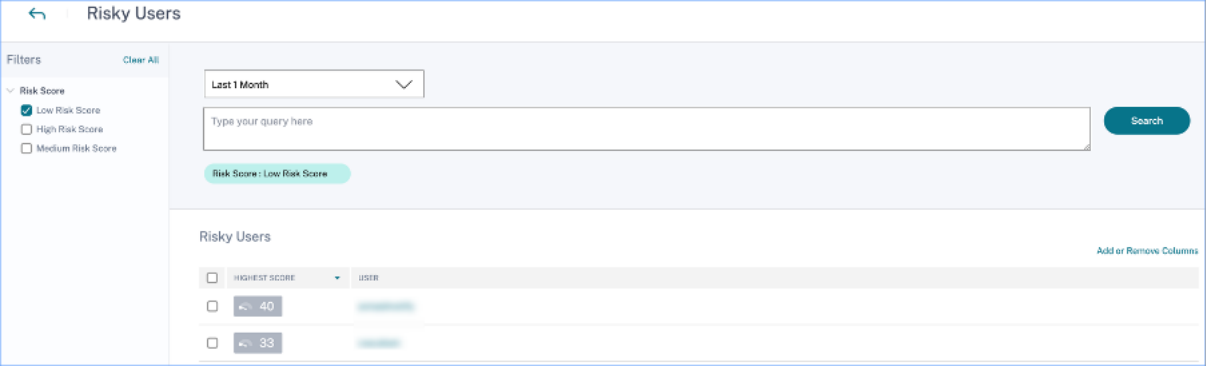 Risky Users
Filters
Clear All
Risk Score
Low Risk Score
High Risk Score
Medium Risk Score
Last 1 Month
Type your query here
Search
Risk Score : Low Risk Score
Risky Users
Add or Remove Columns
HIGHEST SCORE USER
40
33